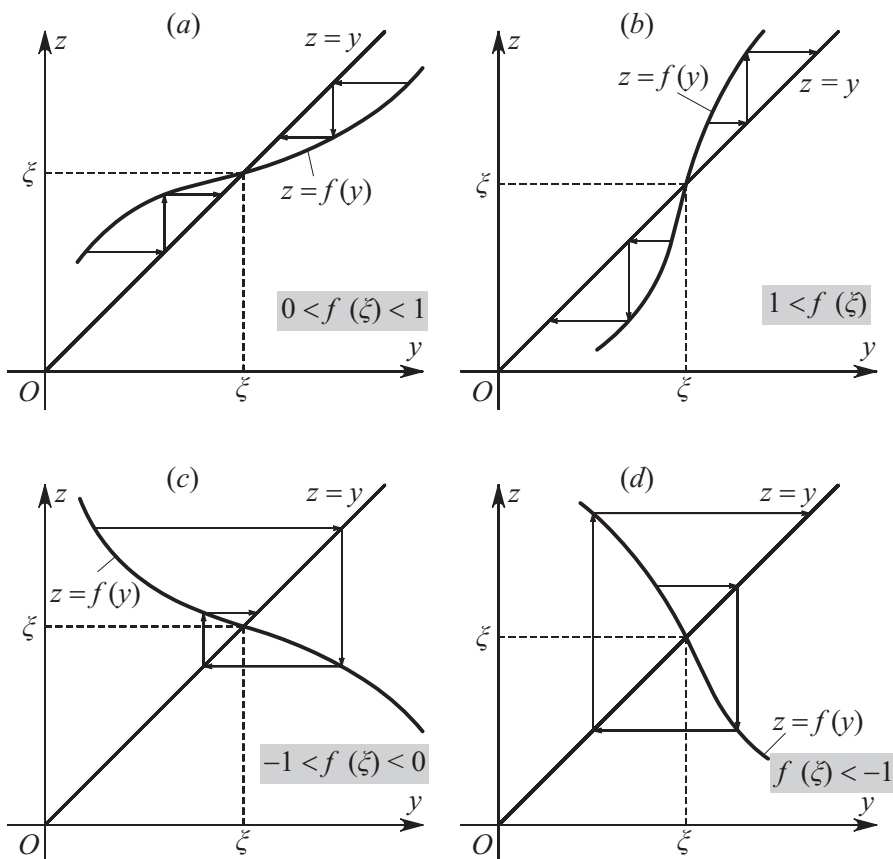 (a)
z
z = y
ξ
z = f (y)
0 < f (ξ) < 1
y
O
ξ
(b)
z
z = f (y)
z = y
ξ
1 < f (ξ)
y
O
ξ
(c)
z
z = y
z = f (y)
ξ
−1 < f (ξ) < 0
y
O
ξ
(d)
z
z = y
ξ
z = f (y)
f (ξ) < −1
y
O
ξ